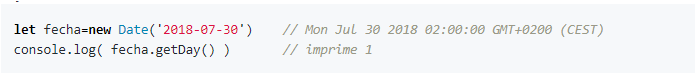 let fecha=new Date('2018-07-30')    // Mon Jul 30 2018 02:00:00 GMT+0200 (CEST)
console.log( fecha.getDay() )       // imprime 1